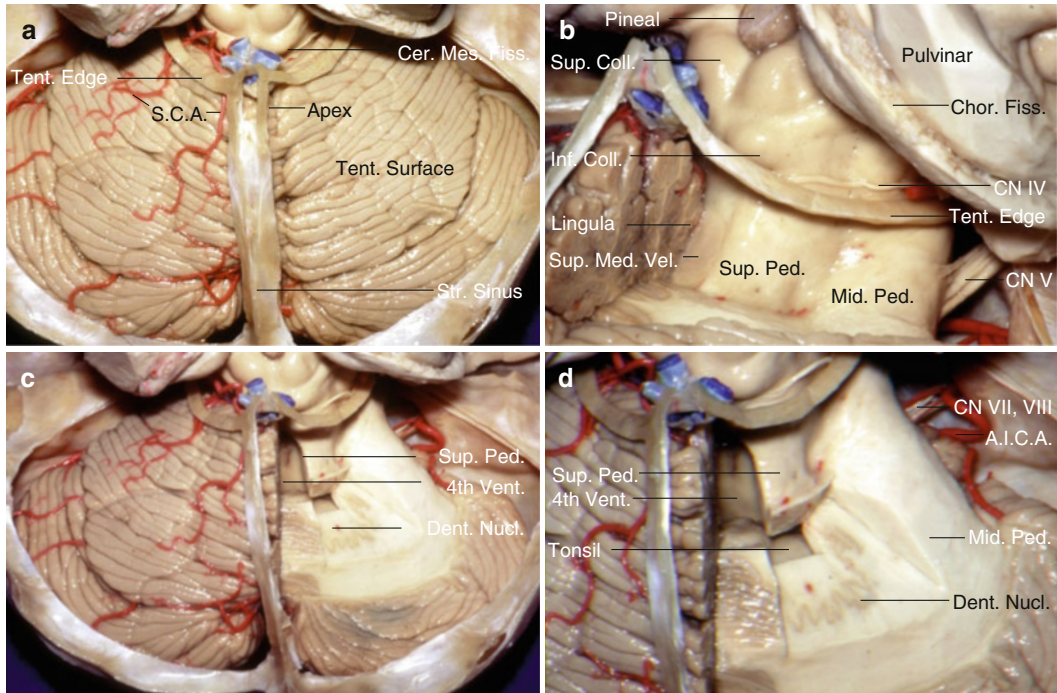 a
Cer. Mes. Fiss.
Tent. Edge
S.C.A.
Apex
Tent. Surface
Str. Sinus
b
Pineal
Sup. Coll.
Pulvinar
Chor. Fiss.
Inf. Coll.
CN IV
Tent. Edge
Lingula
Sup. Med. Vel.
Sup. Ped.
CN V
Mid. Ped.
c
Sup. Ped.
4th Vent.
Dent. Nucl.
d
CN VII, VIII
A.I.C.A.
Sup. Ped.
4th Vent.
Mid. Ped.
Tonsil
Dent. Nucl.